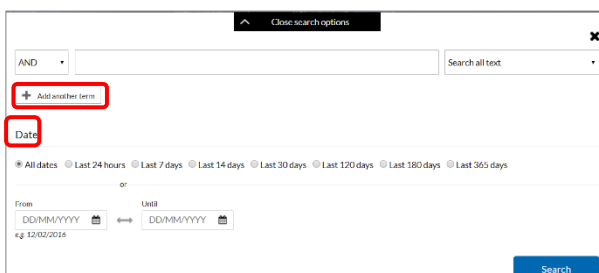 Close search options
AND Search all text
Add another term
Date
All dates Last 24 hours Last 7 days Last 14 days Last 30 days Last 120 days Last 180 days Last 365 days
or
From Until
DD/MM/YYYY DD/MM/YYYY
e.g. 12/02/2016
Search